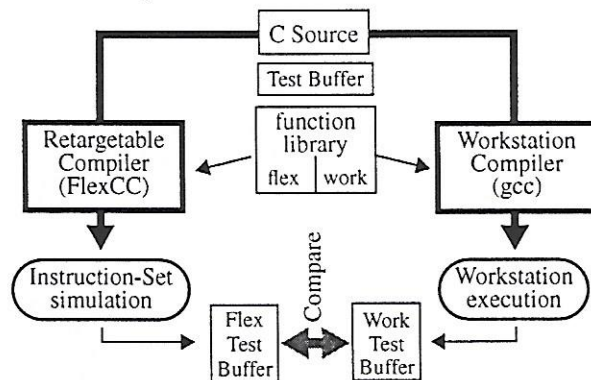 C Source
Test Buffer
function
library
flex work
Retargetable
Compiler
(FlexCC)
Workstation
Compiler
(gcc)
Instruction-Set
simulation
Workstation
execution
Compare
Flex
Test
Buffer
Work
Test
Buffer